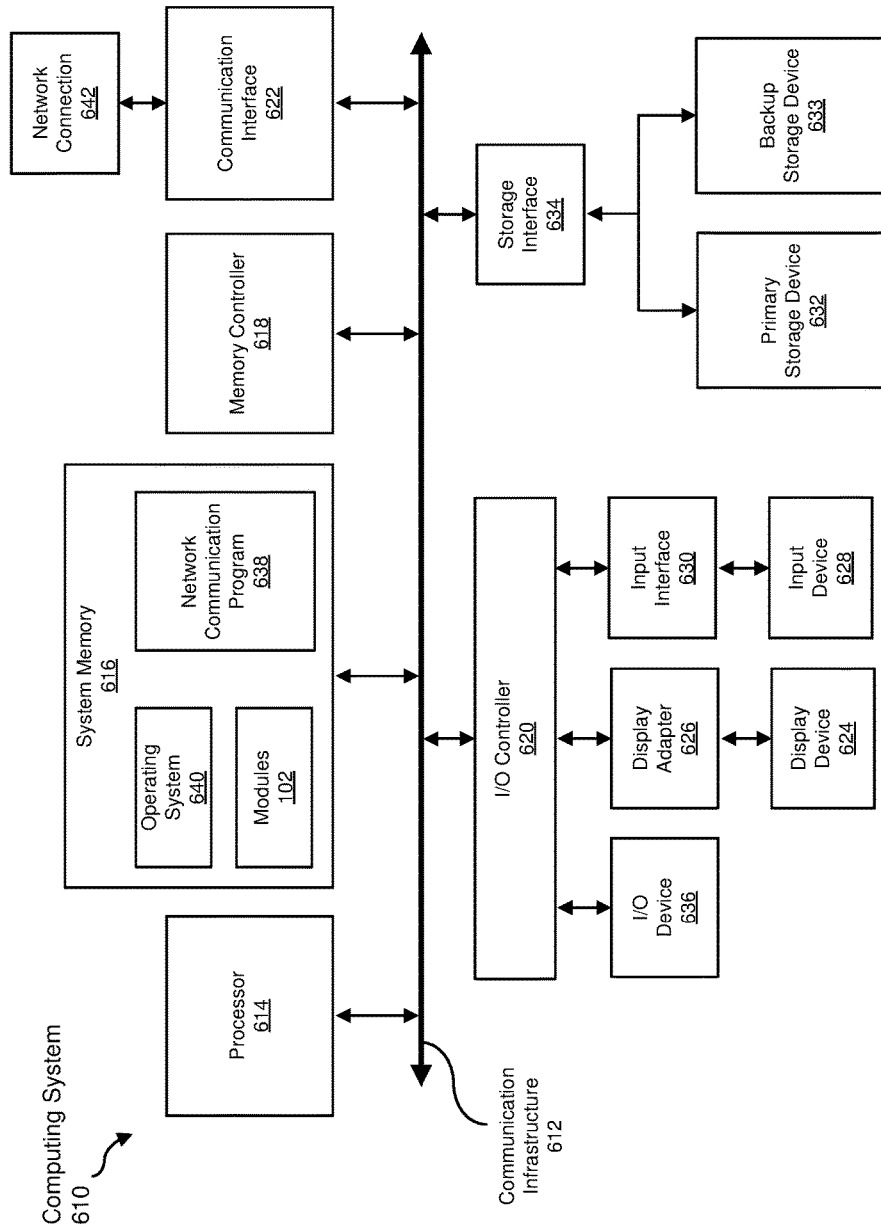 Computing System
610
Processor
614
System Memory
616
Operating
System
640
Modules
102
Network
Communication
Program
638
Memory Controller
618
Communication
Interface
622
Network
Connection
642
Communication
Infrastructure
612
I/O Controller
620
I/O
Device
636
Display
Adapter
626
Display
Device
624
Input
Interface
630
Input
Device
628
Storage
Interface
634
Primary
Storage Device
632
Backup
Storage Device
633